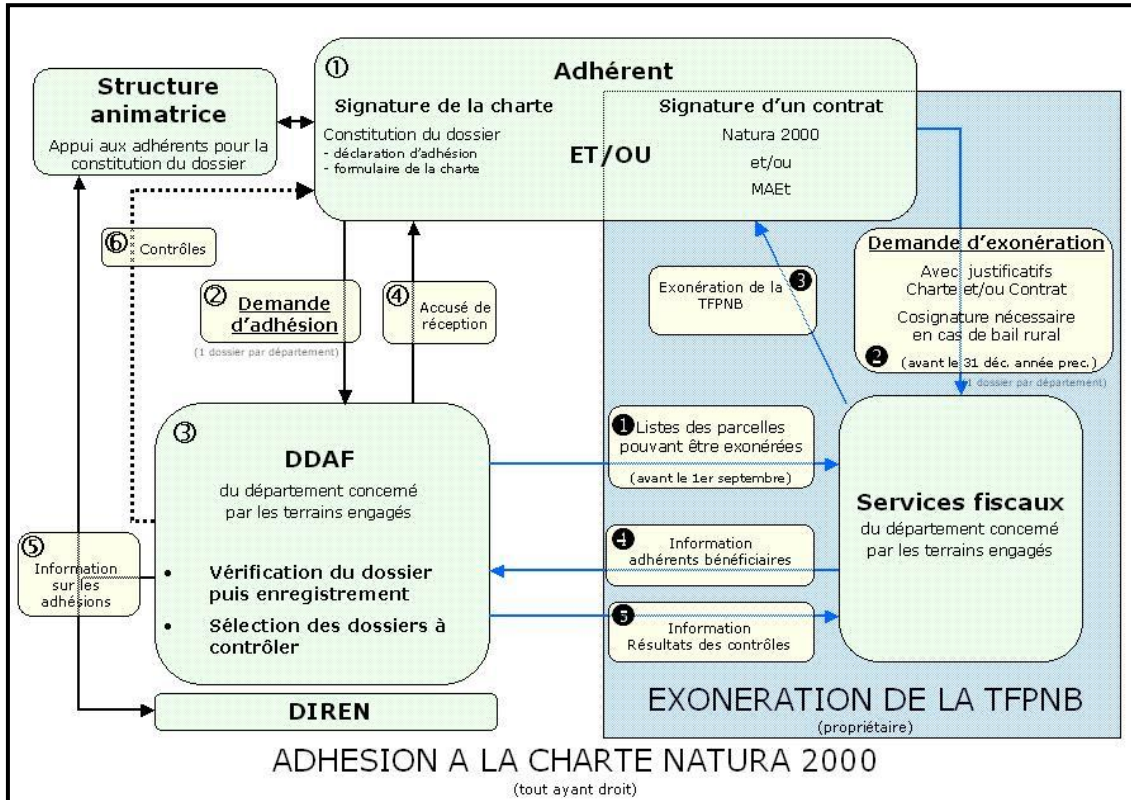 ①
Adhérent
Structure
animatrice
Appui aux adhérents pour la
constitution du dossier
Signature de la charte
Constitution du dossier
- déclaration d'adhésion
- formulaire de la charte
ET/OU
Signature d'un contrat
Natura 2000
et/ou
MAEt
⑥ Contrôles
②
Demande
d'adhésion
(1 dossier par département)
④
Accusé de
réception
Exonération de la
TFPNB
❸
Demande d'exonération
Avec justificatifs
Charte et/ou Contrat
Cosignature nécessaire
en cas de bail rural
❷ (avant le 31 déc. année prec.)
(1 dossier par département)
③
DDAF
du département concerné
par les terrains engagés
• Vérification du dossier
puis enregistrement
• Sélection des dossiers à
contrôler
⑤
Information
sur les
adhésions
DIREN
❶ Listes des parcelles
pouvant être exonérées
(avant le 1er septembre)
❹
Information
adhérents bénéficiaires
❺
Information
Résultats des contrôles
Services fiscaux
du département concerné
par les terrains engagés
EXONERATION DE LA TFPNB
(propriétaire)
ADHESION A LA CHARTE NATURA 2000
(tout ayant droit)